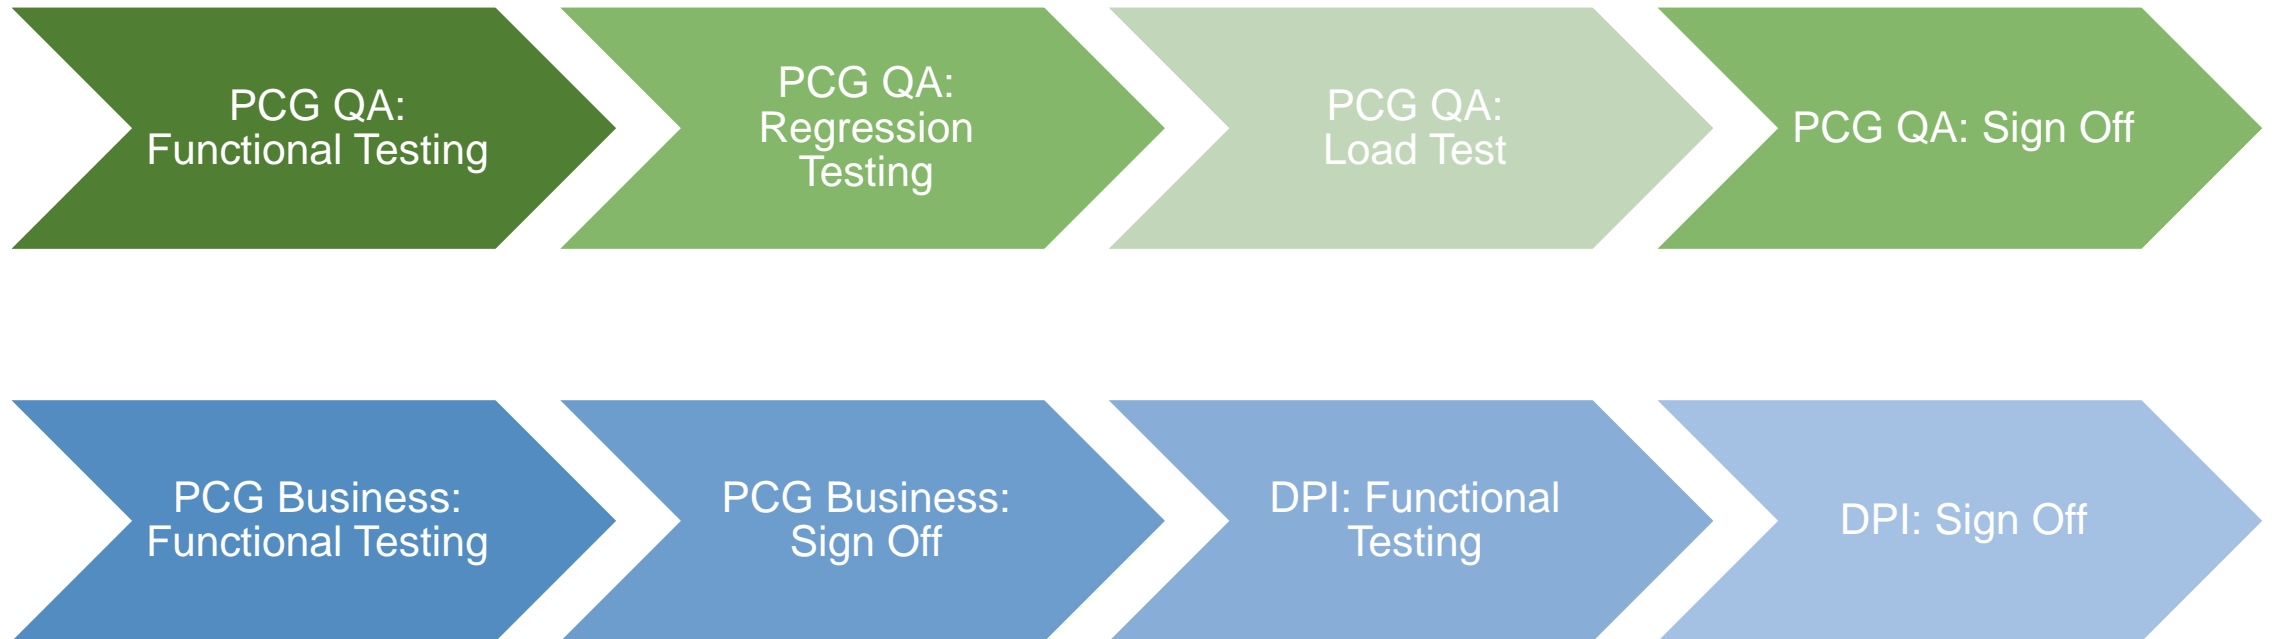 PCG QA:
Functional Testing
PCG QA:
Regression
Testing
PCG QA:
Load Test
PCG QA: Sign Off
PCG Business:
Functional Testing
PCG Business:
Sign Off
DPI: Functional
Testing
DPI: Sign Off